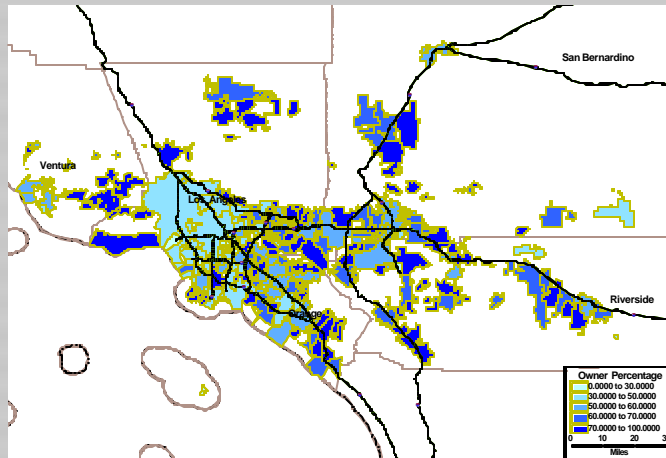 San Bernardino
Ventura
Los Angeles
Riverside
Orange
Owner Percentage
0.0000 to 30.0000
30.0000 to 50.0000
50.0000 to 60.0000
60.0000 to 70.0000
70.0000 to 100.0000
0 10 20 3
Miles